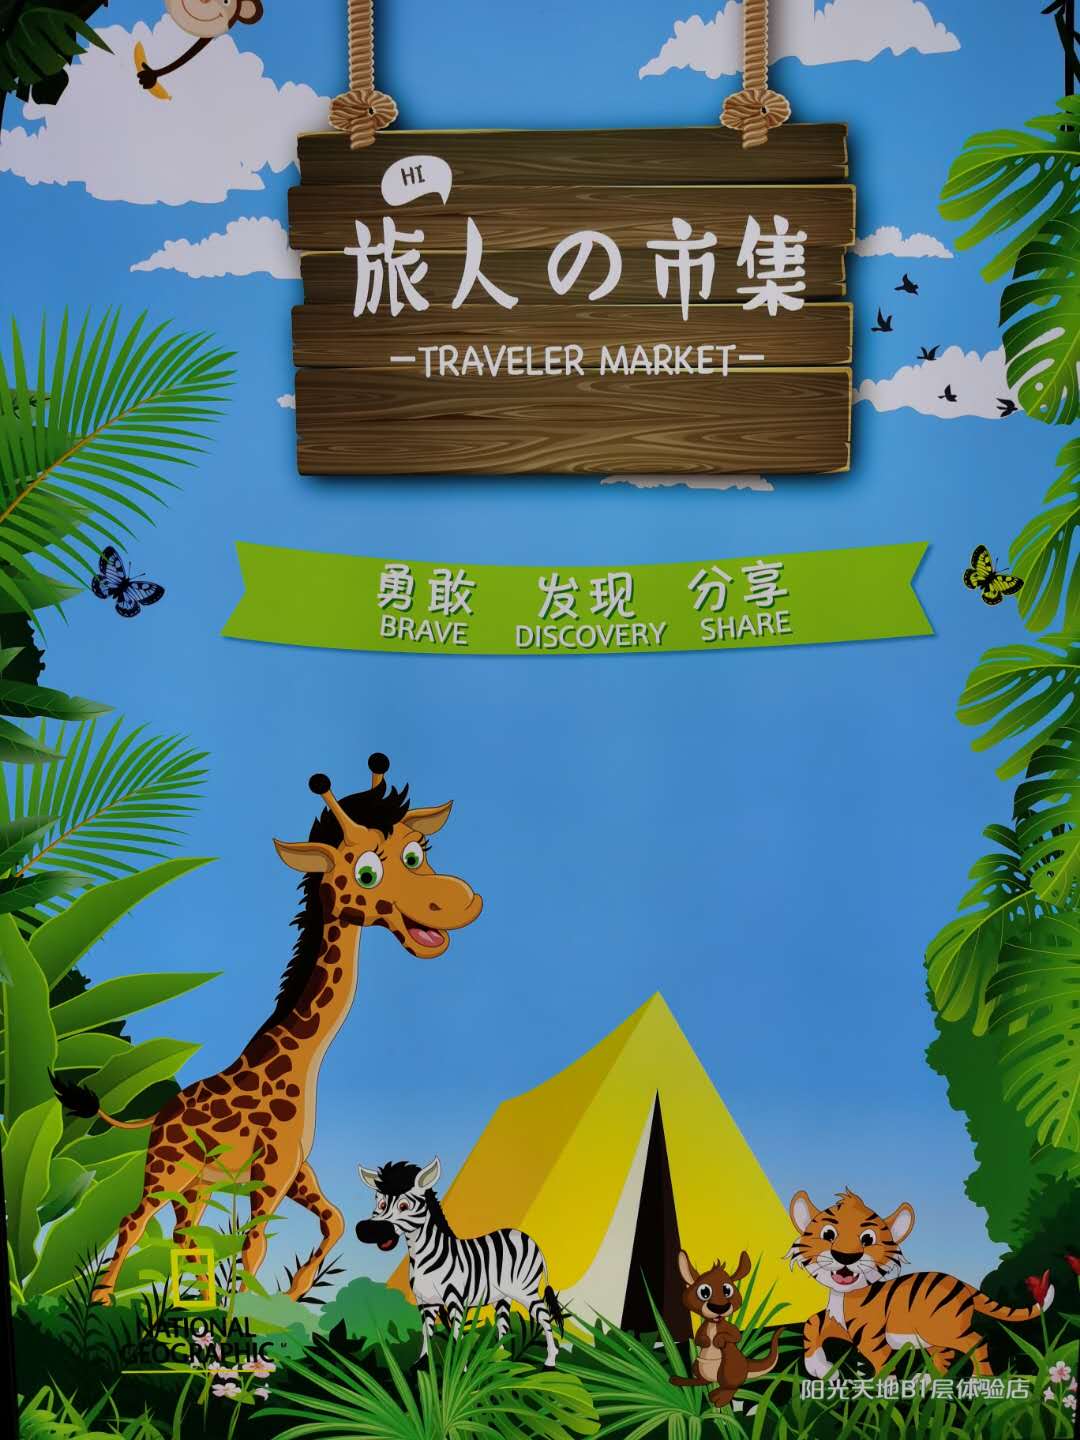 HI
旅人の市集
-TRAVELER MARKET-
勇敢 发现 分享
BRAVE DISCOVERY SHARE
NATIONAL
GEOGRAPHIC
阳光天地B1层体验店